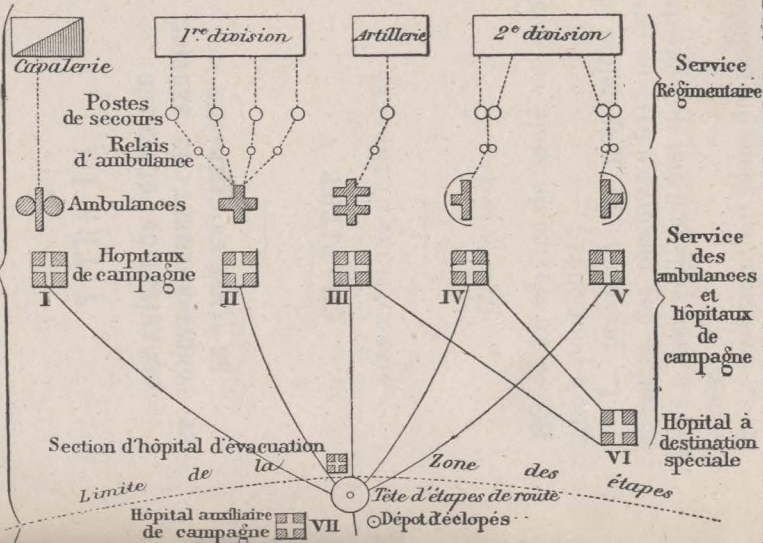 1re division
Artillerie
2e division
Cavalerie
Service
Régimentaire
Postes
de secours
Relais
d'ambulance
Ambulances
Hopitaux
de campagne
I
II
III
IV
V
Service
des
ambulances
et
hôpitaux
de
campagne
Hôpital à
destination
spéciale
VI
Section d'hôpital d'évacuation
Limite de la Zone des étapes
Tête d'étapes de route
Hôpital auxiliaire
de campagne
VII
Dépot d'éclopés